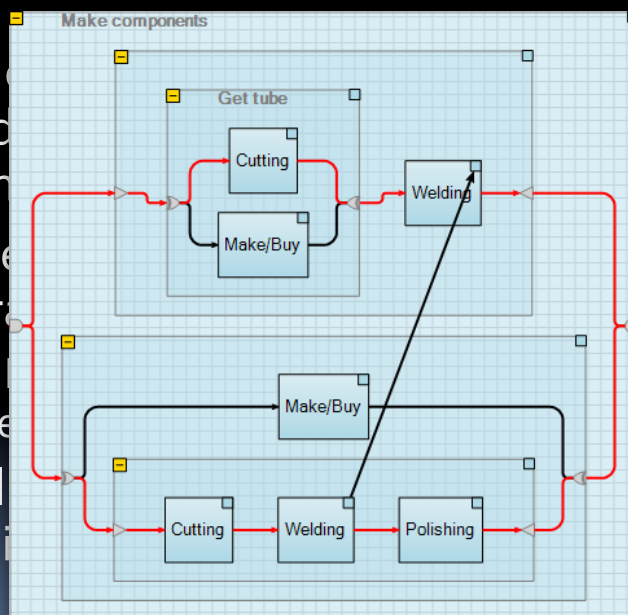 Make components
Get tube
Cutting
Make/Buy
Welding
Make/Buy
Cutting
Welding
Polishing